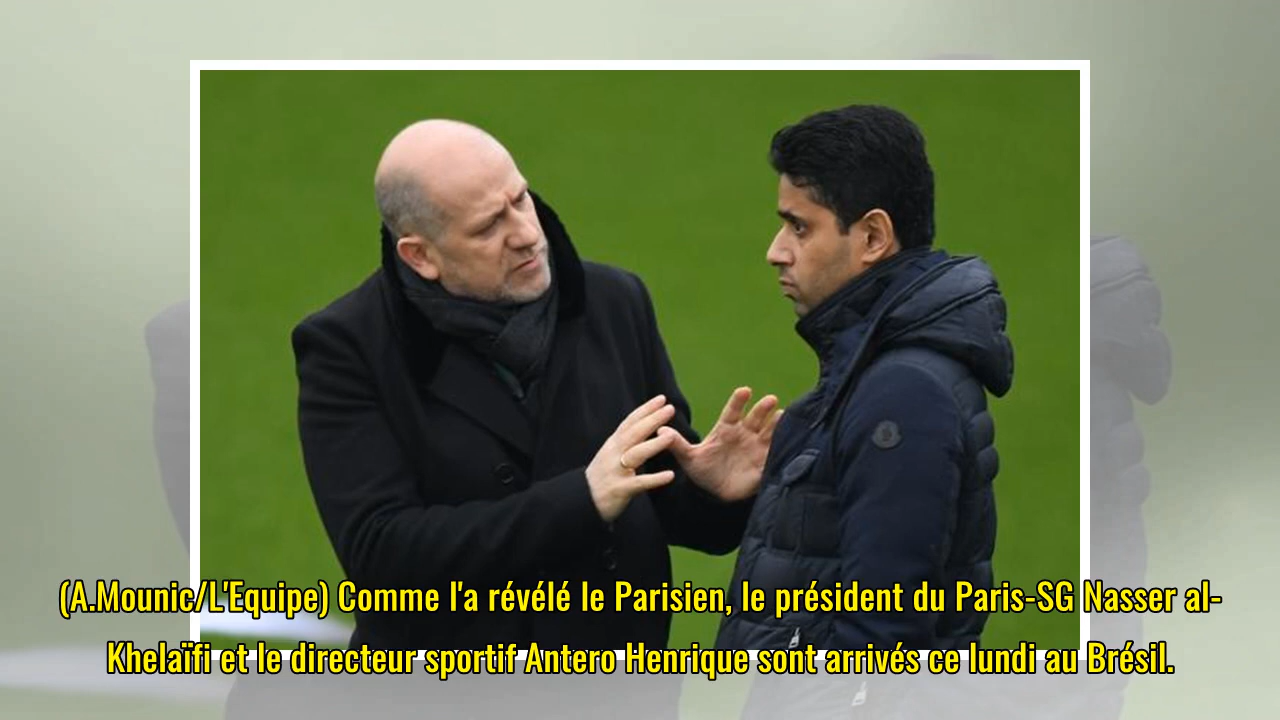 (A.Mounic/L'Equipe) Comme l'a révélé le Parisien, le président du Paris-SG Nasser al-
Khelaïfi et le directeur sportif Antero Henrique sont arrivés ce lundi au Brésil.